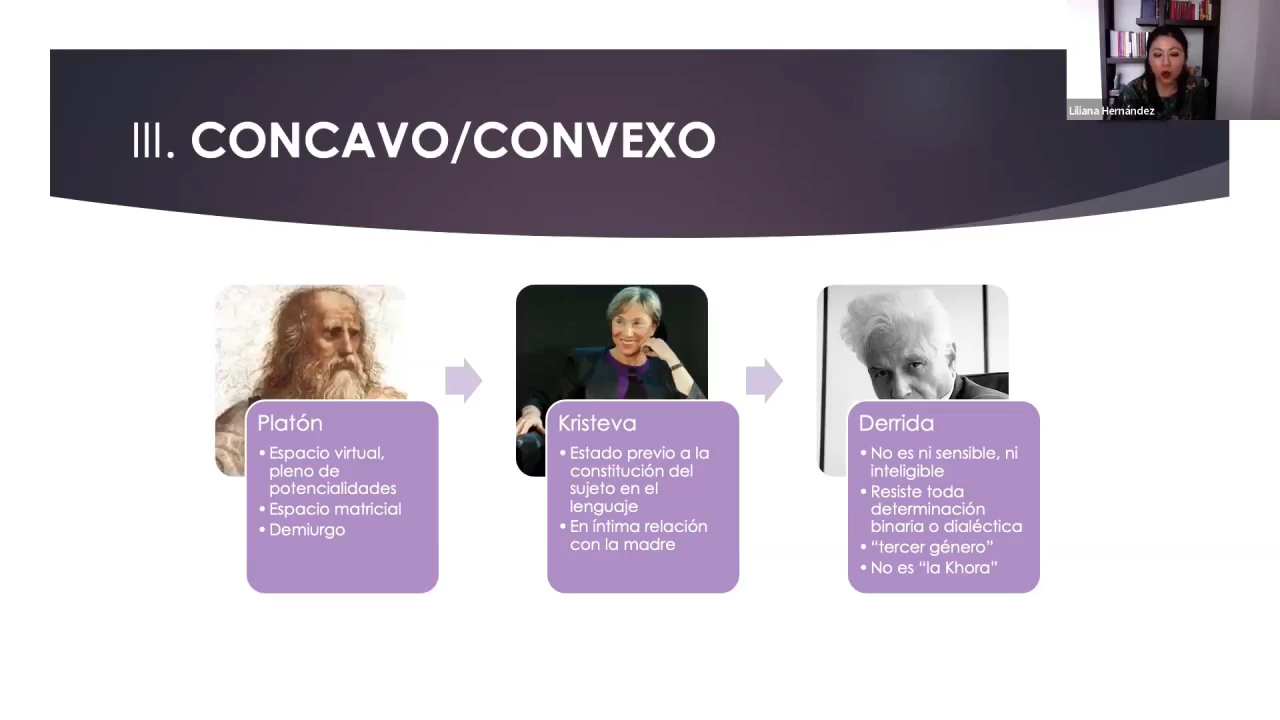 III. CONCAVO/CONVEXO
Liliana Hernández
Platón
• Espacio virtual,
pleno de
potencialidades
• Espacio matricial
• Demiurgo
Kristeva
• Estado previo a la
constitución del
sujeto en el
lenguaje
• En íntima relación
con la madre
Derrida
• No es ni sensible, ni
inteligible
• Resiste toda
determinación
binaria o dialéctica
• “tercer género”
• No es “la Khora”